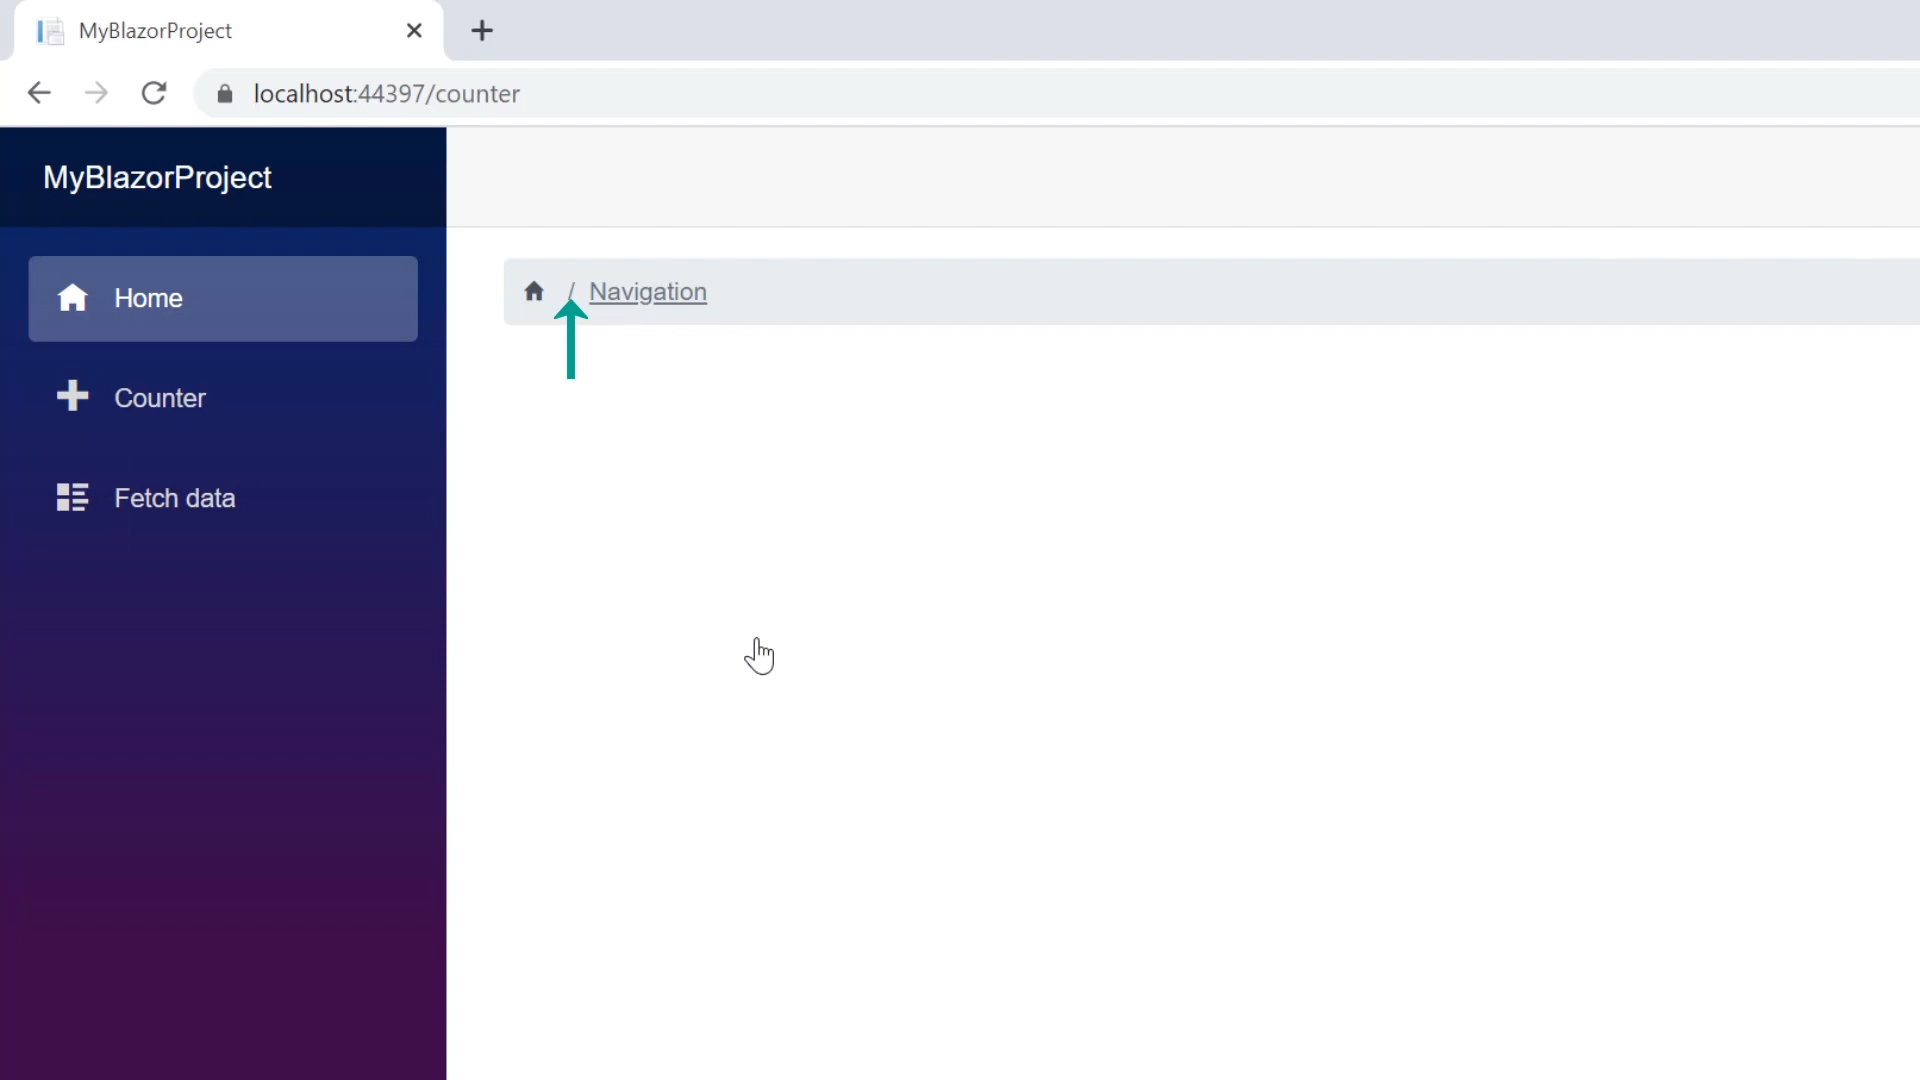 MyBlazorProject
localhost:44397/counter
MyBlazorProject
Home
/ Navigation
Counter
Fetch data